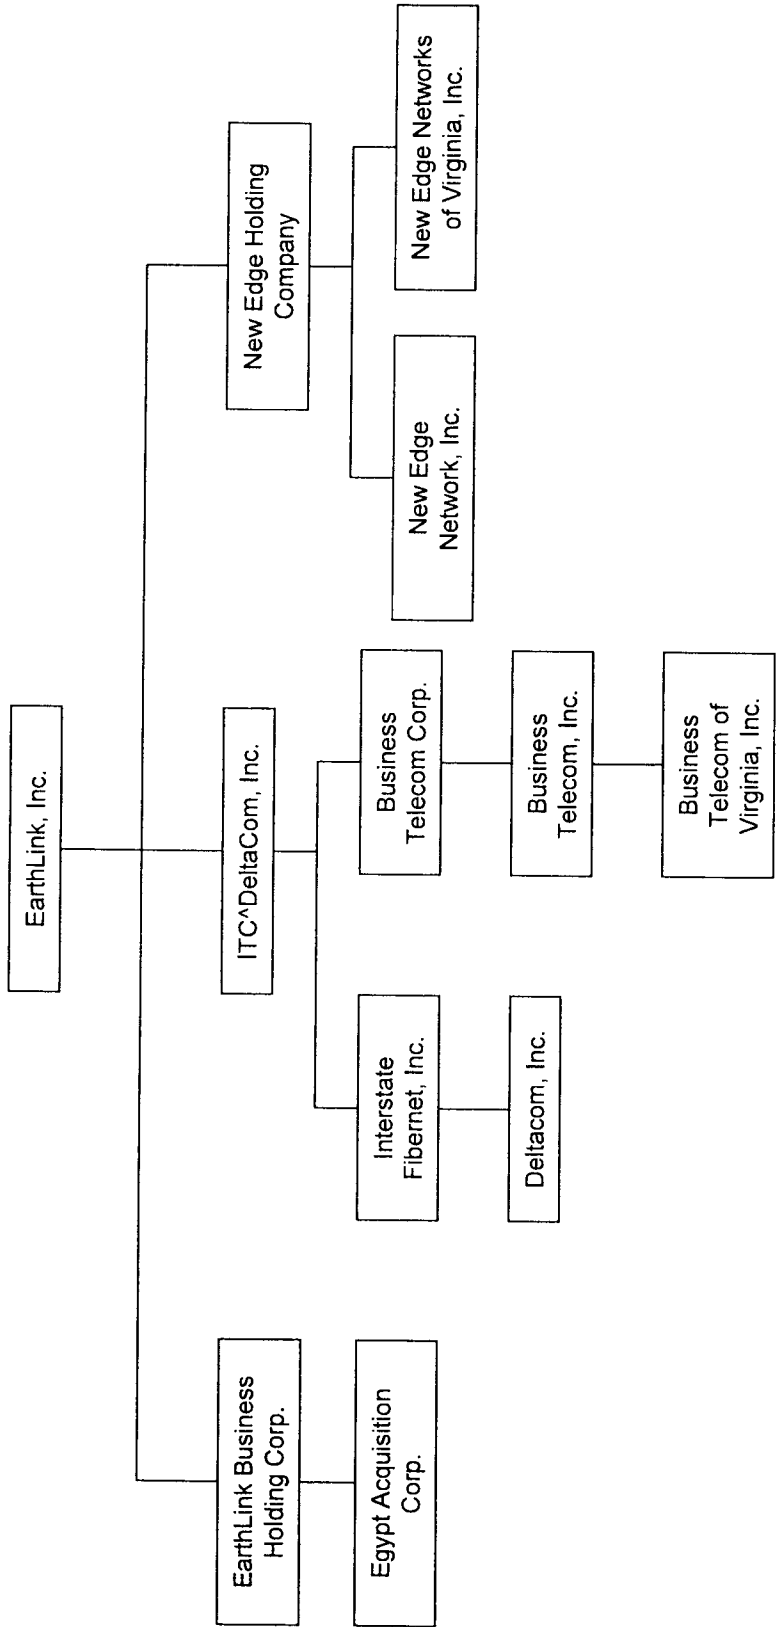 EarthLink, Inc.
EarthLink Business
Holding Corp.
ITC^DeltaCom, Inc.
New Edge Holding
Company
Egypt Acquisition
Corp.
Interstate
Fibernet, Inc.
Business
Telecom Corp.
New Edge
Network, Inc.
New Edge Networks
of Virginia, Inc.
Deltacom, Inc.
Business
Telecom, Inc.
Business
Telecom of
Virginia, Inc.